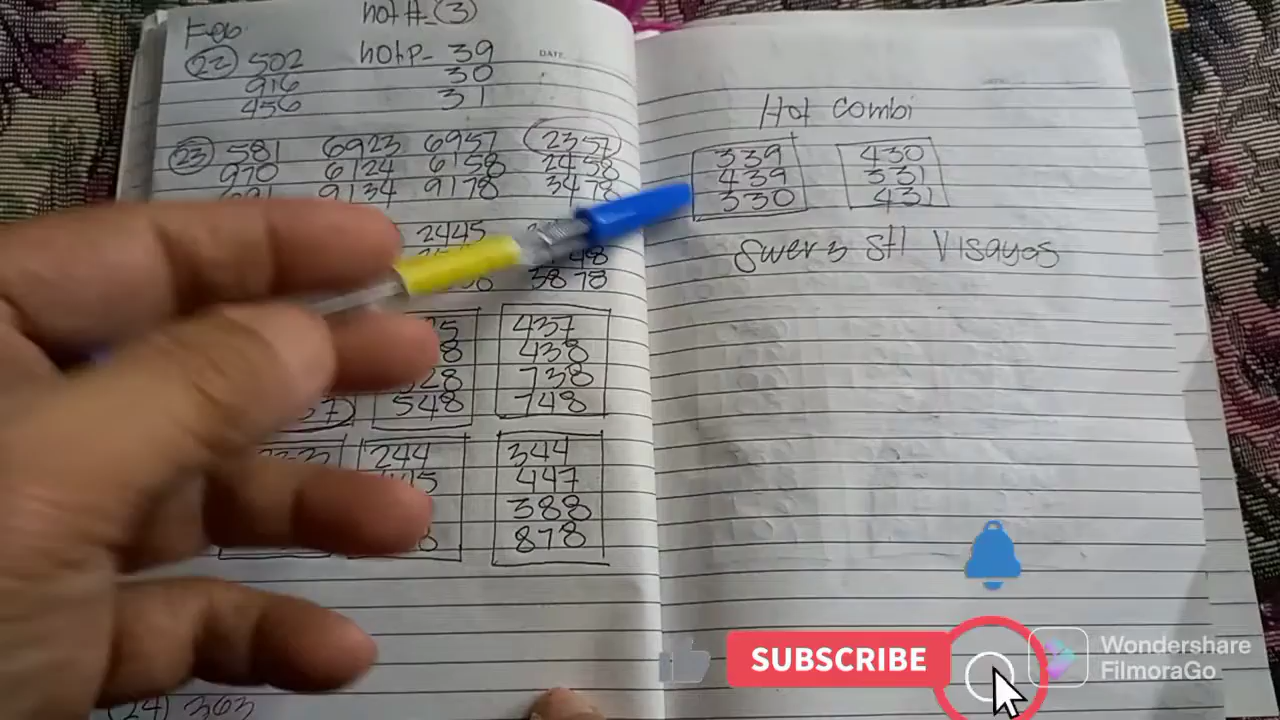 Feb hot #-(3)
22 502 hotp- 39
916 30
456 31
DATE
23 581 6923 6957 2357
970 6124 6158 2458
9134 9178 3478
2445
3878
437
438
738
548 748
244 344
447
388
878
(24) 363
Hot Combi
339 430
439 331
330 431
Swer3 Stl Visayas
SUBSCRIBE
Wondershare
FilmoraGo